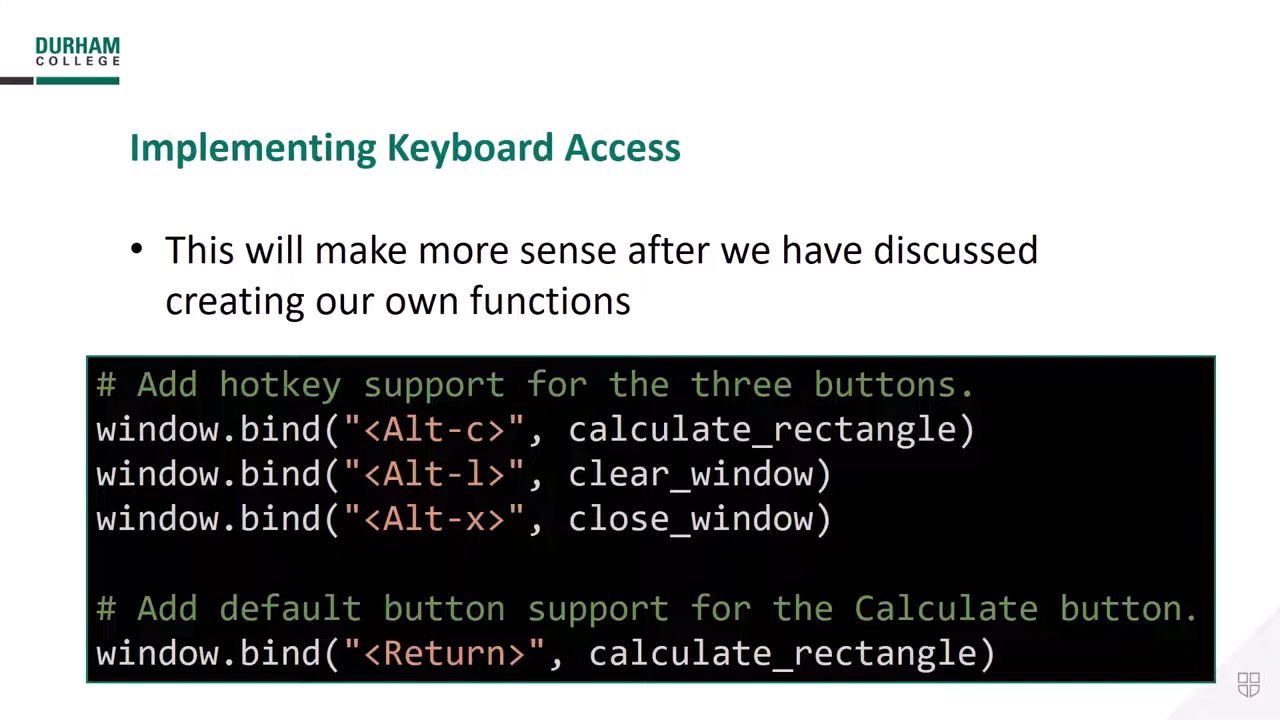 DURHAM
COLLEGE
Implementing Keyboard Access
• This will make more sense after we have discussed
creating our own functions
# Add hotkey support for the three buttons.
window.bind("<Alt-c>", calculate_rectangle)
window.bind("<Alt-l>", clear_window)
window.bind("<Alt-x>", close_window)
# Add default button support for the Calculate button.
window.bind("<Return>", calculate_rectangle)